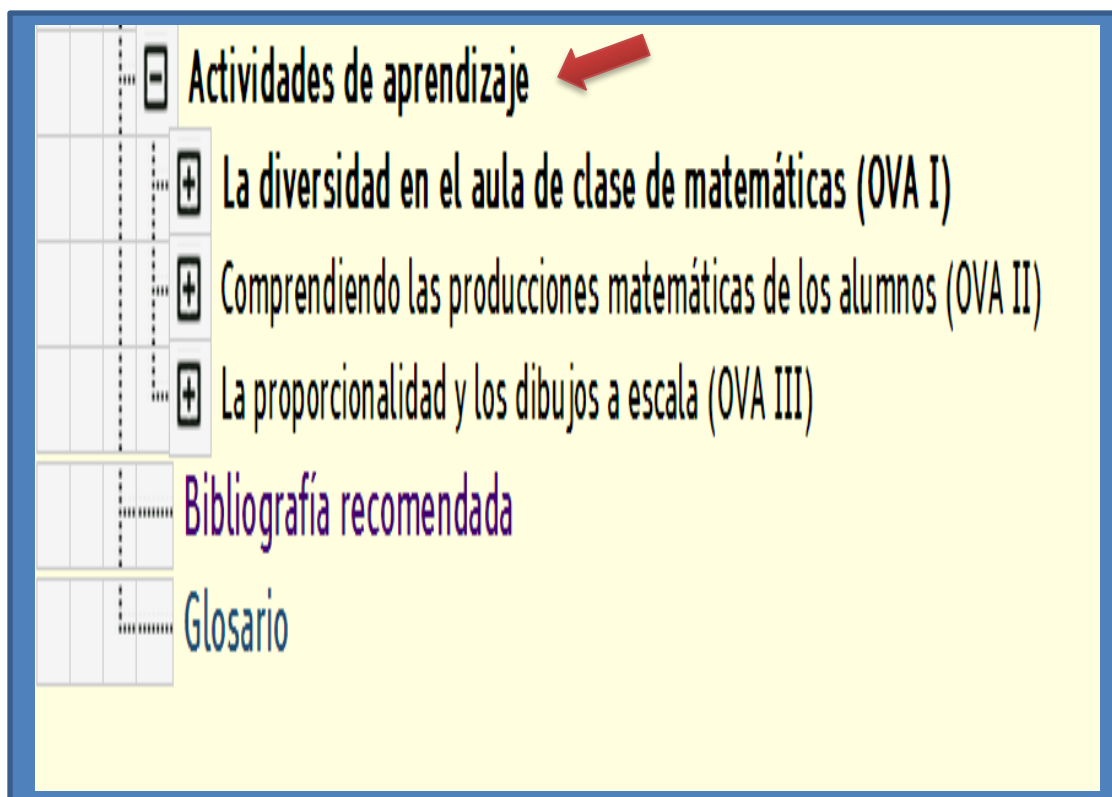 Actividades de aprendizaje
La diversidad en el aula de clase de matemáticas (OVA I)
Comprendiendo las producciones matemáticas de los alumnos (OVA II)
La proporcionalidad y los dibujos a escala (OVA III)
Bibliografía recomendada
Glosario